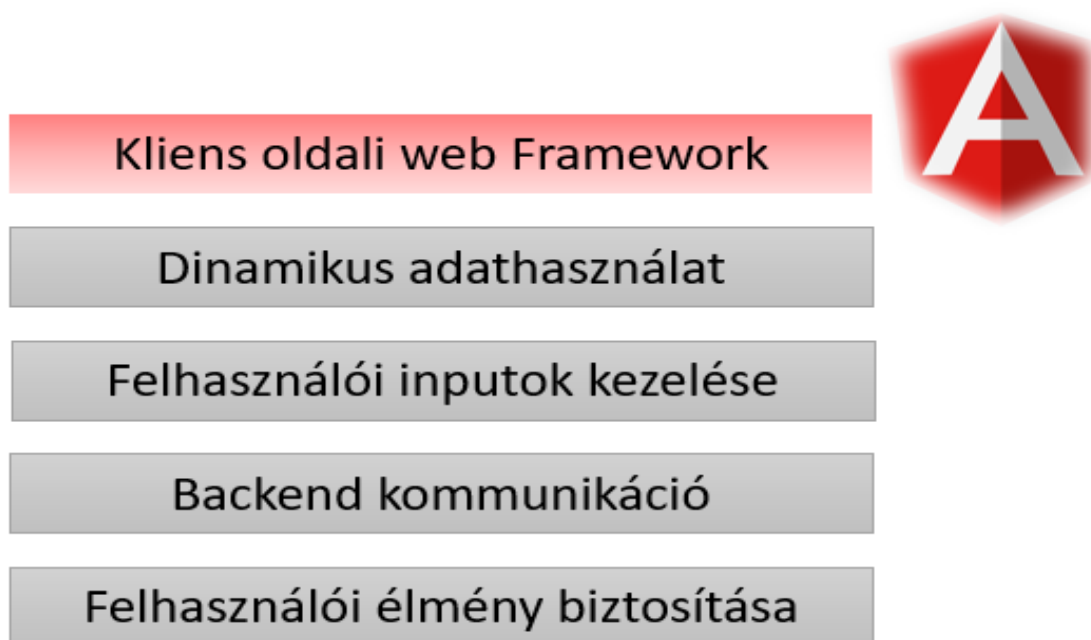 Kliens oldali web Framework
Dinamikus adathasználat
Felhasználói inputok kezelése
Backend kommunikáció
Felhasználói élmény biztosítása